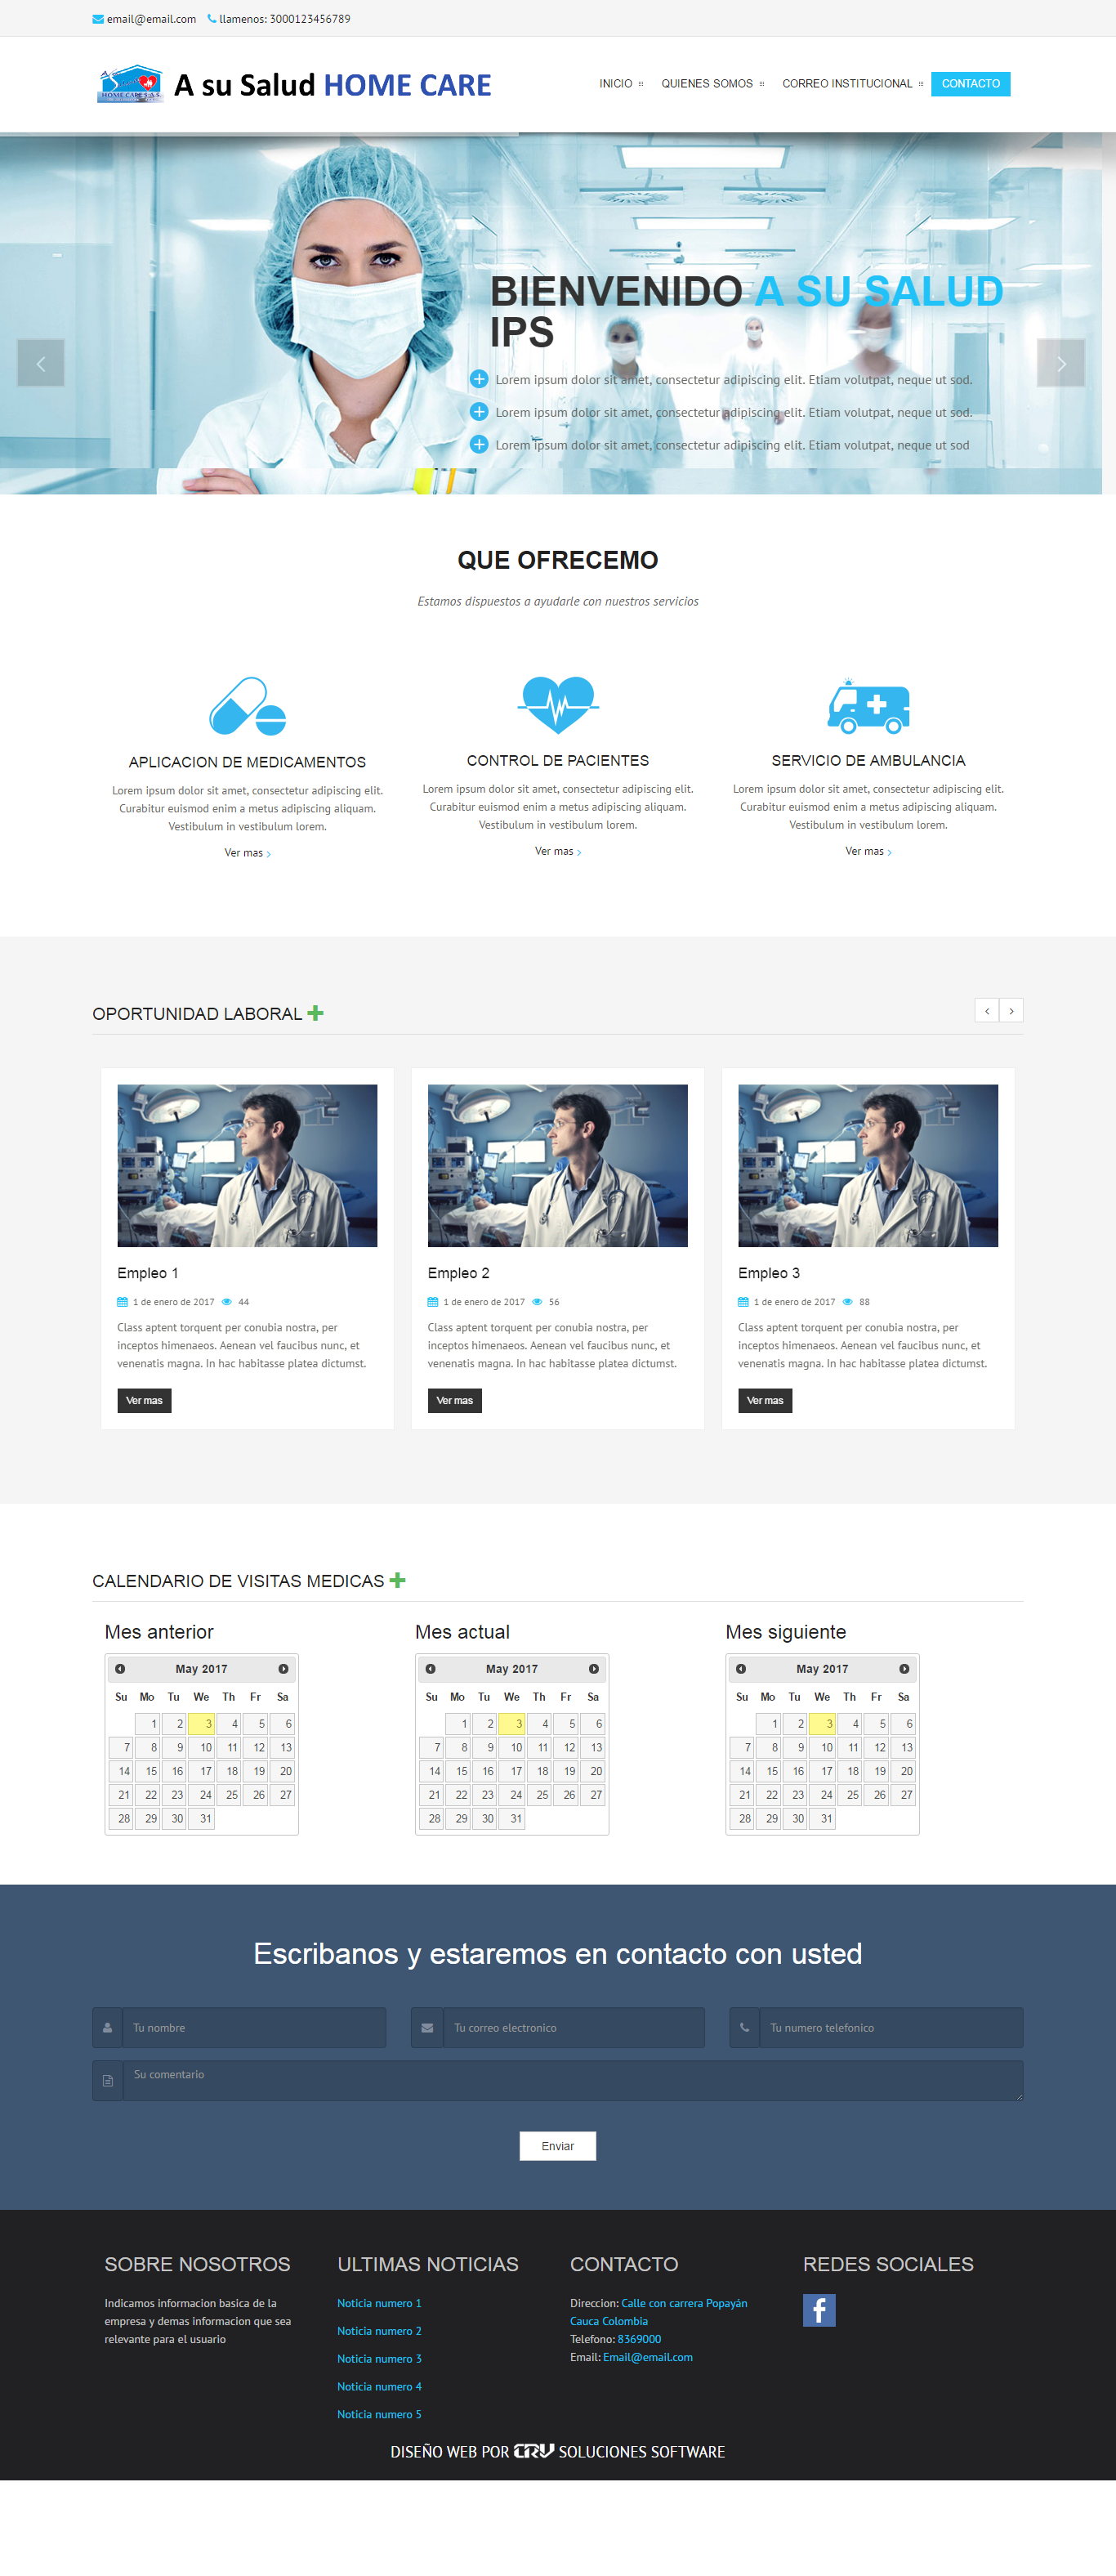 email@email.com llamenos: 3000123456789
HOME CARE S.A.S.
A su Salud HOME CARE
INICIO QUIENES SOMOS CORREO INSTITUCIONAL CONTACTO
BIENVENIDO A SU SALUD
IPS
Lorem ipsum dolor sit amet, consectetur adipiscing elit. Etiam volutpat, neque ut sod.
Lorem ipsum dolor sit amet, consectetur adipiscing elit. Etiam volutpat, neque ut sod.
Lorem ipsum dolor sit amet, consectetur adipiscing elit. Etiam volutpat, neque ut sod
QUE OFRECEMO
Estamos dispuestos a ayudarle con nuestros servicios
APLICACION DE MEDICAMENTOS
Lorem ipsum dolor sit amet, consectetur adipiscing elit.
Curabitur euismod enim a metus adipiscing aliquam.
Vestibulum in vestibulum lorem.
Ver mas
CONTROL DE PACIENTES
Lorem ipsum dolor sit amet, consectetur adipiscing elit.
Curabitur euismod enim a metus adipiscing aliquam.
Vestibulum in vestibulum lorem.
Ver mas
SERVICIO DE AMBULANCIA
Lorem ipsum dolor sit amet, consectetur adipiscing elit.
Curabitur euismod enim a metus adipiscing aliquam.
Vestibulum in vestibulum lorem.
Ver mas
OPORTUNIDAD LABORAL
Empleo 1
1 de enero de 2017 44
Class aptent torquent per conubia nostra, per
inceptos himenaeos. Aenean vel faucibus nunc, et
venenatis magna. In hac habitasse platea dictumst.
Ver mas
Empleo 2
1 de enero de 2017 56
Class aptent torquent per conubia nostra, per
inceptos himenaeos. Aenean vel faucibus nunc, et
venenatis magna. In hac habitasse platea dictumst.
Ver mas
Empleo 3
1 de enero de 2017 88
Class aptent torquent per conubia nostra, per
inceptos himenaeos. Aenean vel faucibus nunc, et
venenatis magna. In hac habitasse platea dictumst.
Ver mas
CALENDARIO DE VISITAS MEDICAS
Mes anterior
May 2017
Su Mo Tu We Th Fr Sa
1 2 3 4 5 6
7 8 9 10 11 12 13
14 15 16 17 18 19 20
21 22 23 24 25 26 27
28 29 30 31
Mes actual
May 2017
Su Mo Tu We Th Fr Sa
1 2 3 4 5 6
7 8 9 10 11 12 13
14 15 16 17 18 19 20
21 22 23 24 25 26 27
28 29 30 31
Mes siguiente
May 2017
Su Mo Tu We Th Fr Sa
1 2 3 4 5 6
7 8 9 10 11 12 13
14 15 16 17 18 19 20
21 22 23 24 25 26 27
28 29 30 31
Escribanos y estaremos en contacto con usted
Tu nombre
Tu correo electronico
Tu numero telefonico
Su comentario
Enviar
SOBRE NOSOTROS
Indicamos informacion basica de la
empresa y demas informacion que sea
relevante para el usuario
ULTIMAS NOTICIAS
Noticia numero 1
Noticia numero 2
Noticia numero 3
Noticia numero 4
Noticia numero 5
CONTACTO
Direccion: Calle con carrera Popayán
Cauca Colombia
Telefono: 8369000
Email: Email@email.com
REDES SOCIALES
DISEÑO WEB POR CRV SOLUCIONES SOFTWARE